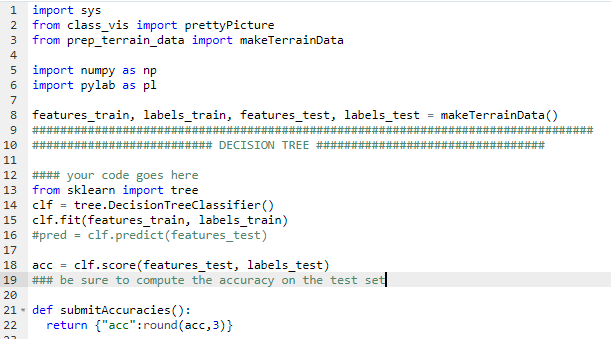 1 import sys
2 from class_vis import prettyPicture
3 from prep_terrain_data import makeTerrainData
4
5 import numpy as np
6 import pylab as pl
7
8 features_train, labels_train, features_test, labels_test = makeTerrainData()
9 #################################################################################
10 ########################## DECISION TREE #################################
11
12 #### your code goes here
13 from sklearn import tree
14 clf = tree.DecisionTreeClassifier()
15 clf.fit(features_train, labels_train)
16 #pred = clf.predict(features_test)
17
18 acc = clf.score(features_test, labels_test)
19 ### be sure to compute the accuracy on the test set
20
21 def submitAccuracies():
22   return {"acc":round(acc,3)}